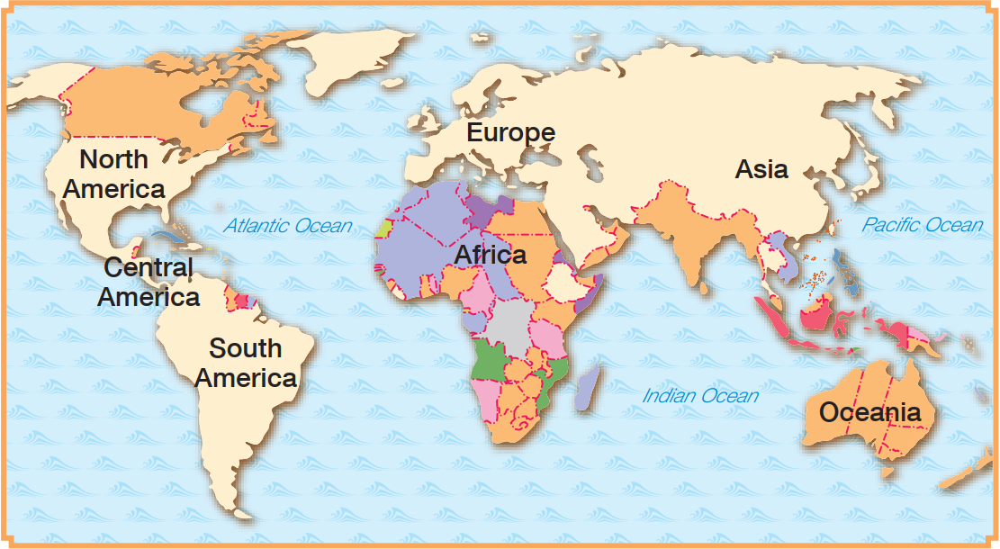 Europe
Asia
North
America
Atlantic Ocean
Pacific Ocean
Africa
Central
America
South
America
Indian Ocean
Oceania